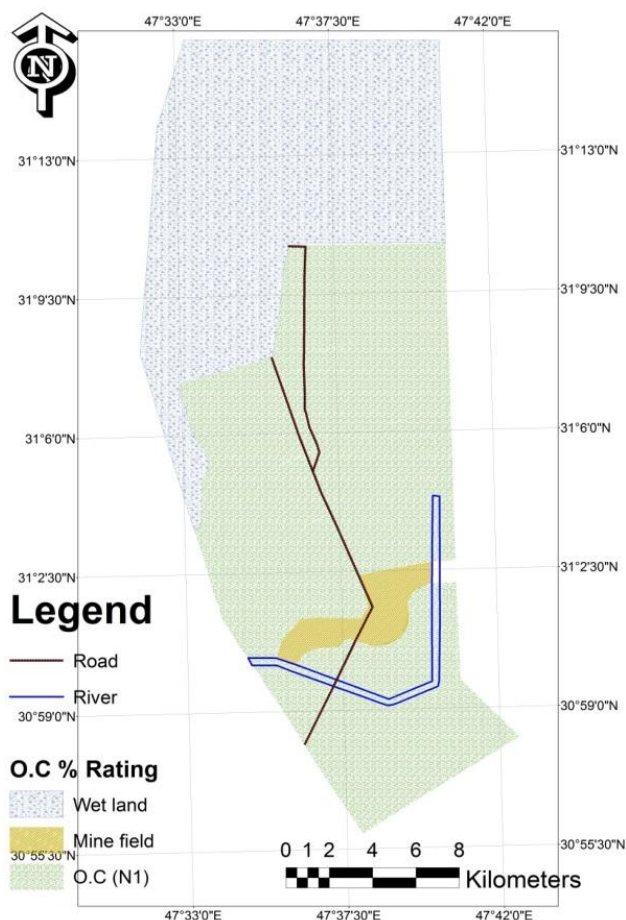 47°33'0"E 47°37'30"E 47°42'0"E
N
31°13'0"N 31°13'0"N
31°9'30"N 31°9'30"N
31°6'0"N 31°6'0"N
31°2'30"N 31°2'30"N
Legend
Road
River
30°59'0"N 30°59'0"N
O.C % Rating
Wet land
Mine field
O.C (N1)
0 1 2 4 6 8
Kilometers
30°55'30"N 30°55'30"N
47°33'0"E 47°37'30"E 47°42'0"E